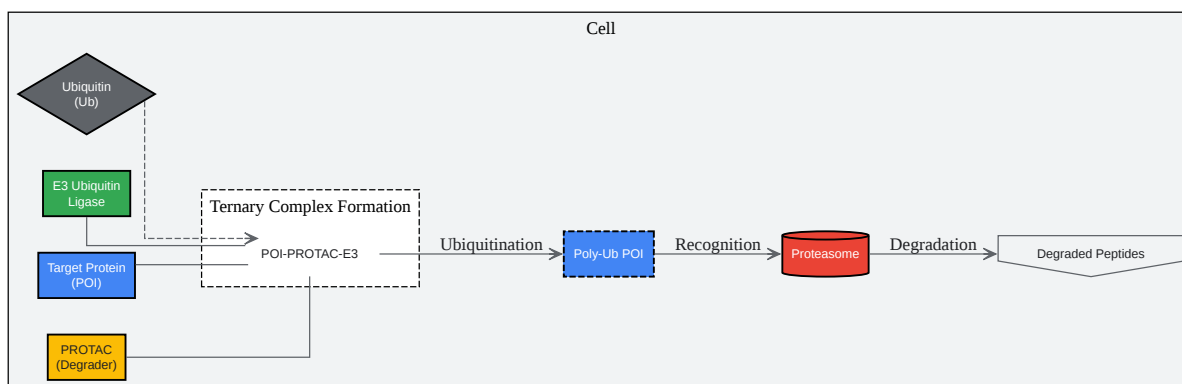 Cell
Ubiquitin
(Ub)
E3 Ubiquitin
Ligase
Target Protein
(POI)
PROTAC
(Degrader)
Ternary Complex Formation
POI-PROTAC-E3
Ubiquitination
Poly-Ub POI
Recognition
Proteasome
Degradation
Degraded Peptides